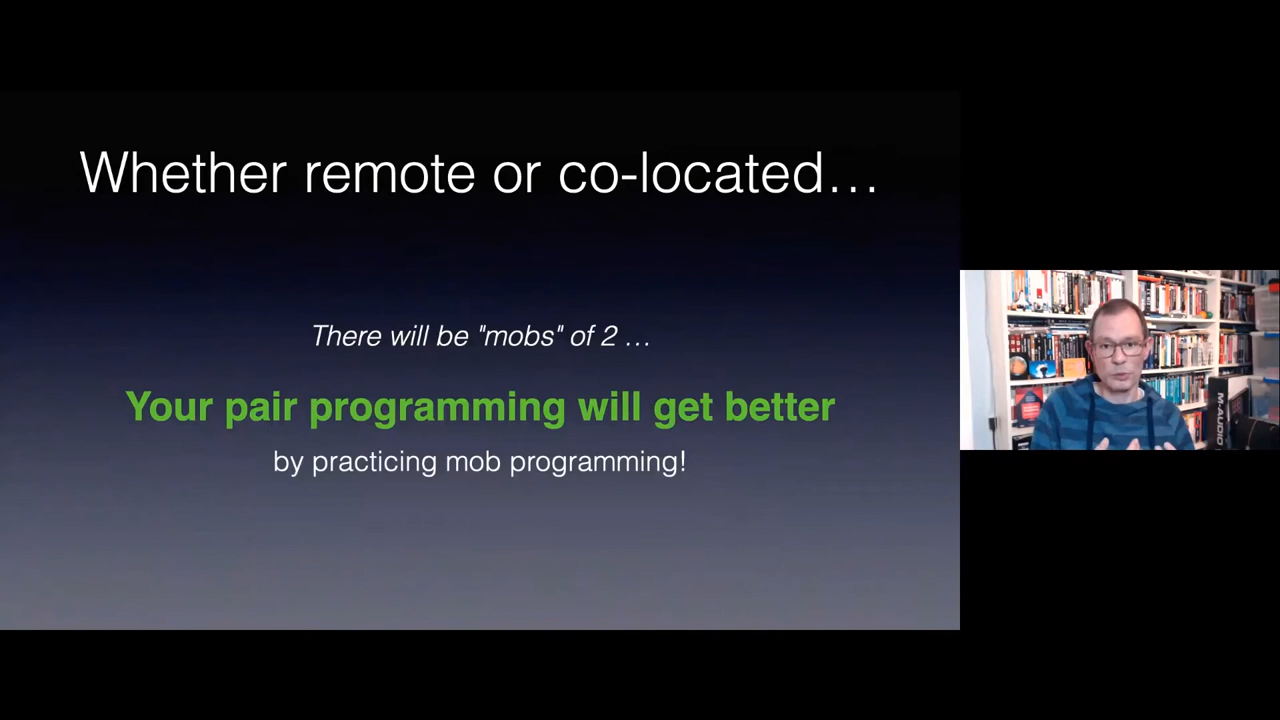 Whether remote or co-located…
There will be "mobs" of 2 …
Your pair programming will get better
by practicing mob programming!
M-AUDIO